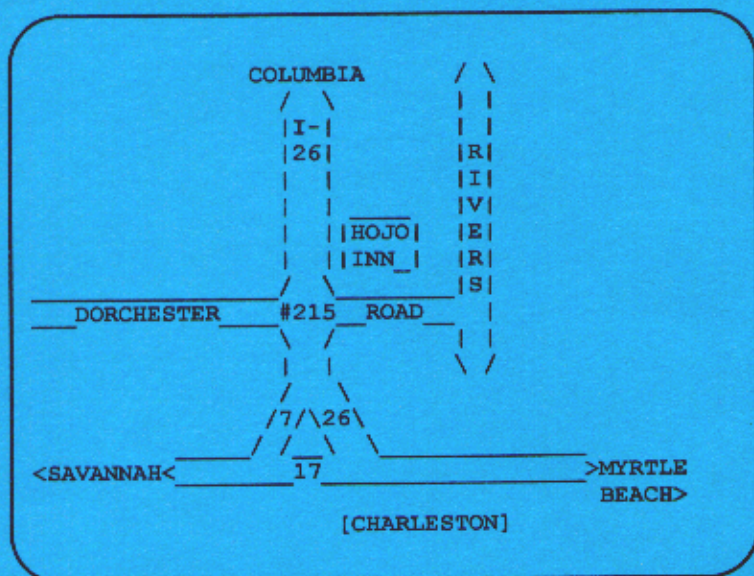 COLUMBIA
I-
26
RIVERS
HOJO
INN
DORCHESTER #215 ROAD
7 26
<SAVANNAH< 17 >MYRTLE
BEACH>
[CHARLESTON]